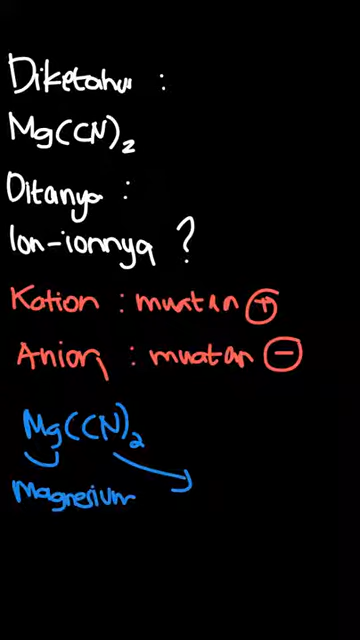 Diketahui :
Mg(CN)₂
Ditanya :
Ion-ionnya ?
Kation : muatan +
Anion : muatan −
Mg(CN)₂
Magnesium